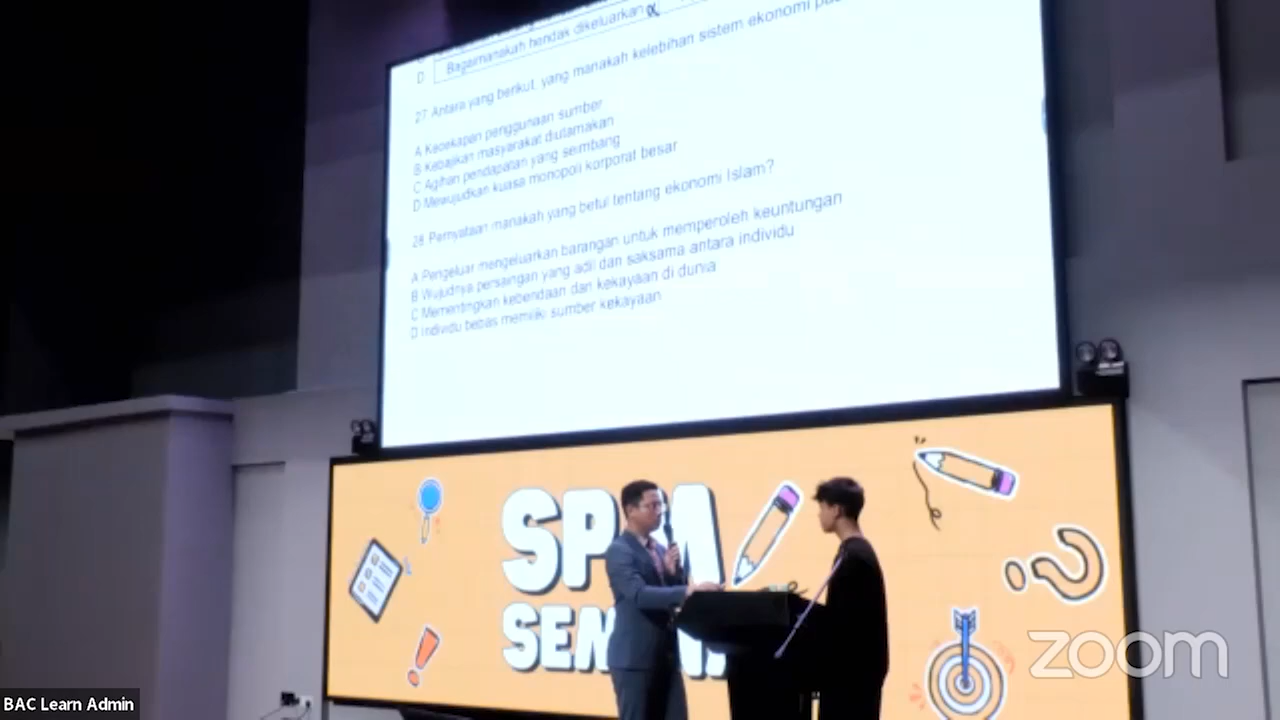 D Bagaimanakah hendak dikeluarkan
27 Antara yang berikut, yang manakah kelebihan sistem ekonomi
A Kecekapan penggunaan sumber
B Kebajikan masyarakat diutamakan
C Agihan pendapatan yang seimbang
D Mewujudkan kuasa monopoli korporat besar
28 Pernyataan manakah yang betul tentang ekonomi Islam?
A Pengeluar mengeluarkan barangan untuk memperoleh keuntungan
B Wujudnya persaingan yang adil dan saksama antara individu
C Mementingkan kebendaan dan kekayaan di dunia
D Individu bebas memiliki sumber kekayaan
SPM
SEM
zoom
BAC Learn Admin